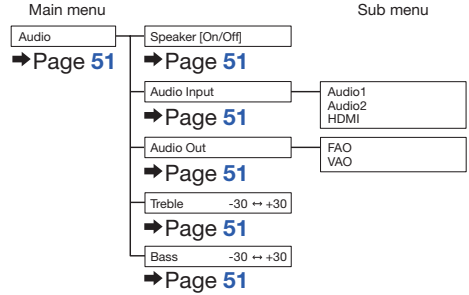 Main menu
Sub menu
Audio
➡Page 51
Speaker [On/Off]
➡Page 51
Audio Input
➡Page 51
Audio1
Audio2
HDMI
Audio Out
➡Page 51
FAO
VAO
Treble -30 ↔ +30
➡Page 51
Bass -30 ↔ +30
➡Page 51